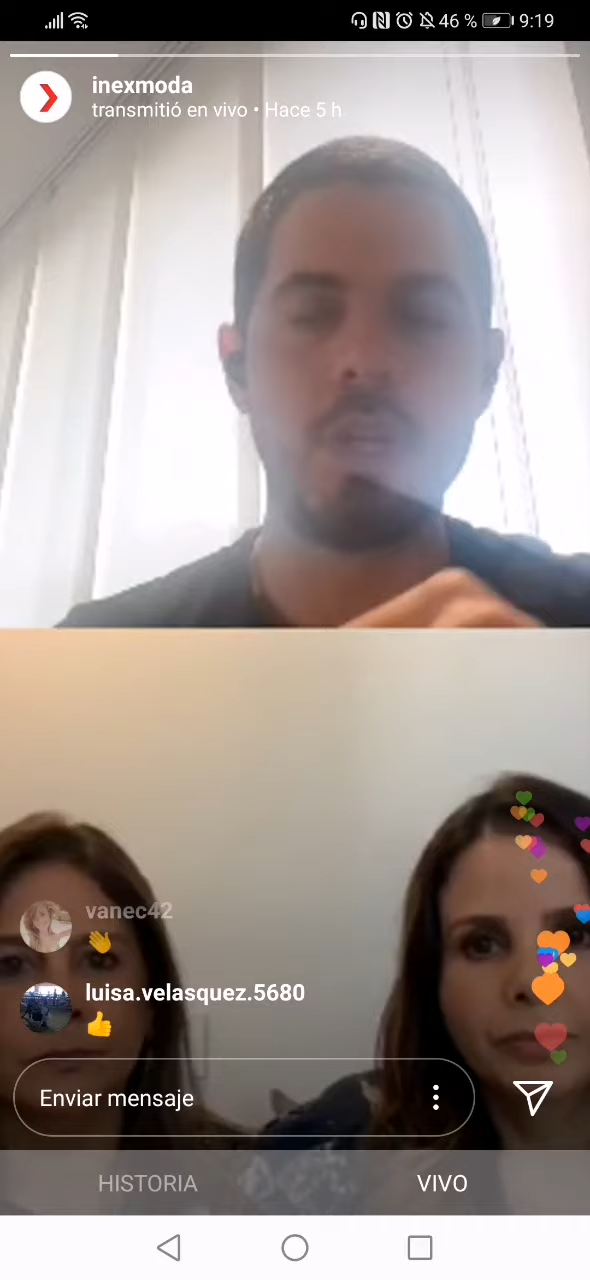 46 %
9:19
inexmoda
transmitió en vivo • Hace 5 h
vanec42
luisa.velasquez.5680
Enviar mensaje
HISTORIA
VIVO